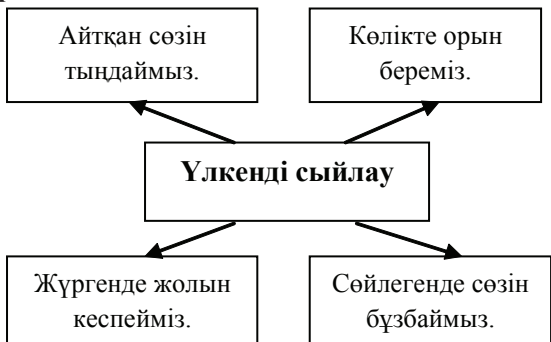 Айтқан сөзін
тыңдаймыз.
Көлікте орын
береміз.
Үлкенді сыйлау
Жүргенде жолын
кеспейміз.
Сөйлегенде сөзін
бұзбаймыз.